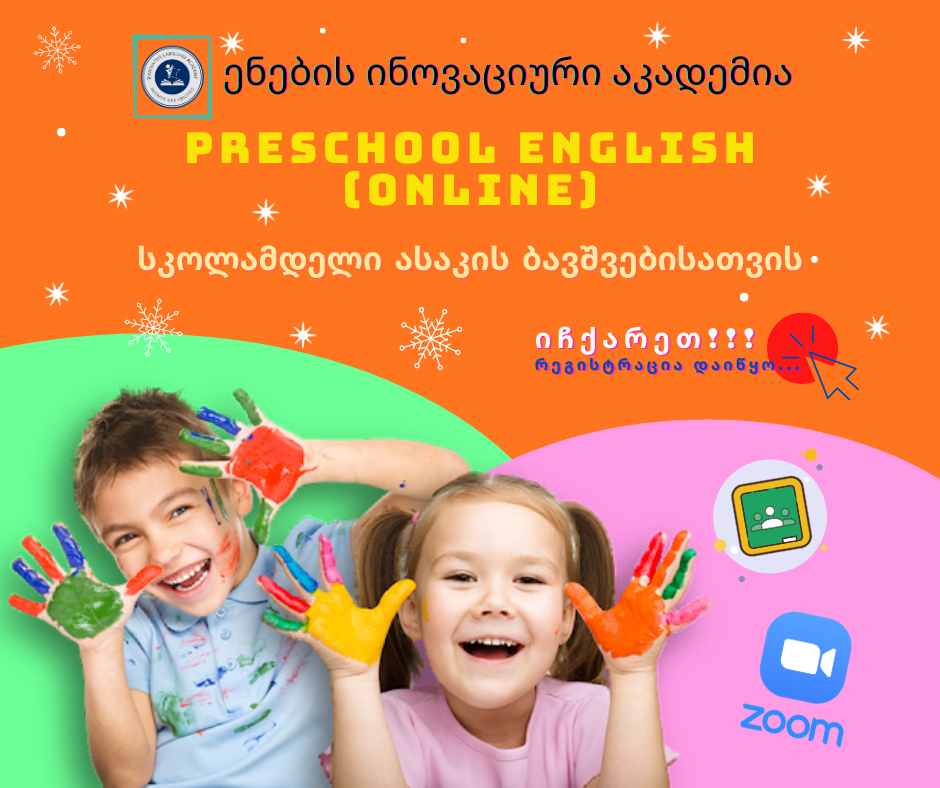 ენების ინოვაციური აკადემია
PRESCHOOL ENGLISH
(ONLINE)
სკოლამდელი ასაკის ბავშვებისათვის
იჩქარეთ!!!
რეგისტრაცია დაიწყო...
zoom